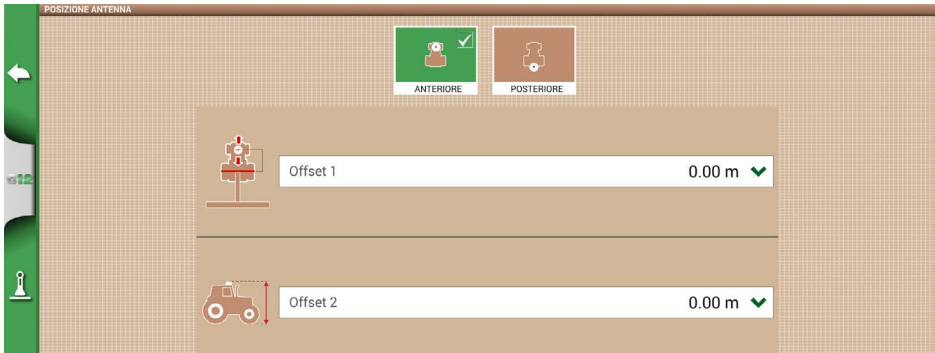 POSIZIONE ANTENNA
ANTERIORE
POSTERIORE
Offset 1
0.00 m
Offset 2
0.00 m